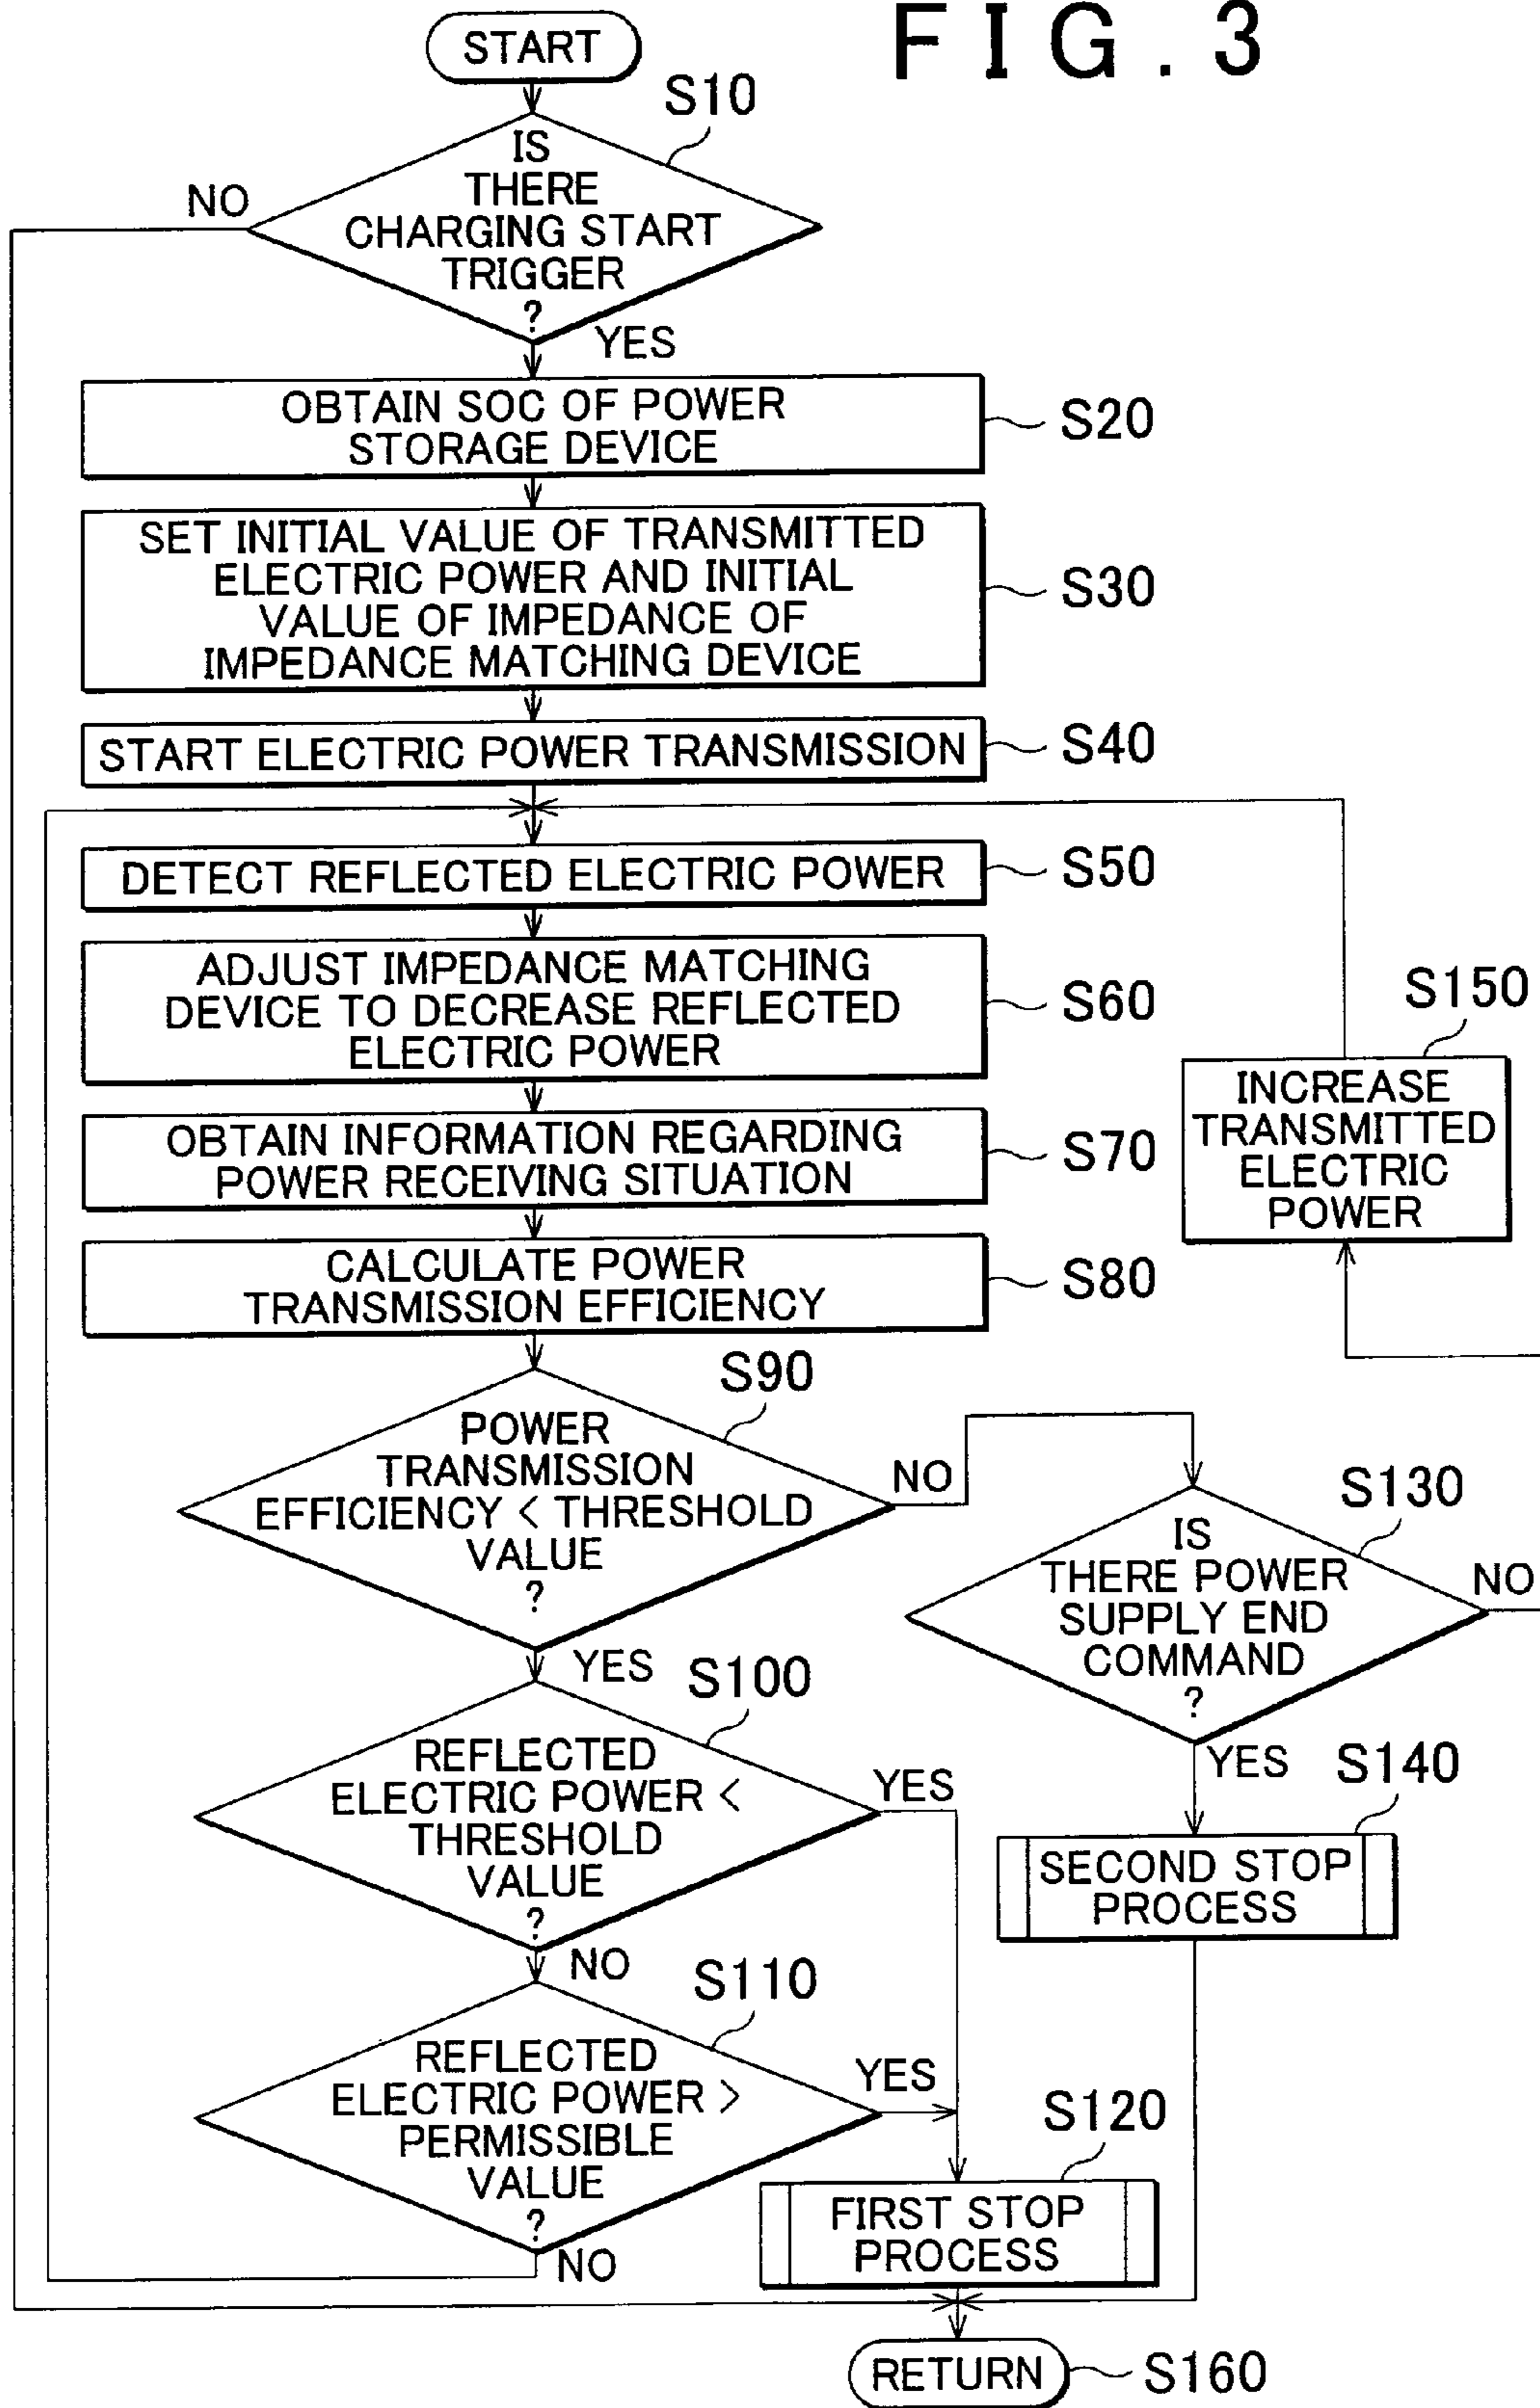 FIG. 3
START
S10
IS
THERE
CHARGING START
TRIGGER
?
NO
YES
OBTAIN SOC OF POWER
STORAGE DEVICE
S20
SET INITIAL VALUE OF TRANSMITTED
ELECTRIC POWER AND INITIAL
VALUE OF IMPEDANCE OF
IMPEDANCE MATCHING DEVICE
S30
START ELECTRIC POWER TRANSMISSION
S40
DETECT REFLECTED ELECTRIC POWER
S50
ADJUST IMPEDANCE MATCHING
DEVICE TO DECREASE REFLECTED
ELECTRIC POWER
S60
S150
INCREASE
TRANSMITTED
ELECTRIC
POWER
OBTAIN INFORMATION REGARDING
POWER RECEIVING SITUATION
S70
CALCULATE POWER
TRANSMISSION EFFICIENCY
S80
S90
POWER
TRANSMISSION
EFFICIENCY < THRESHOLD
VALUE
?
NO
YES
S130
IS
THERE POWER
SUPPLY END
COMMAND
?
NO
YES
S100
REFLECTED
ELECTRIC POWER <
THRESHOLD
VALUE
?
YES
NO
S140
SECOND STOP
PROCESS
S110
REFLECTED
ELECTRIC POWER >
PERMISSIBLE
VALUE
?
YES
NO
S120
FIRST STOP
PROCESS
RETURN
S160